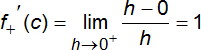 f₊′(c) = lim_{h→0⁺} (h−0)/h = 1